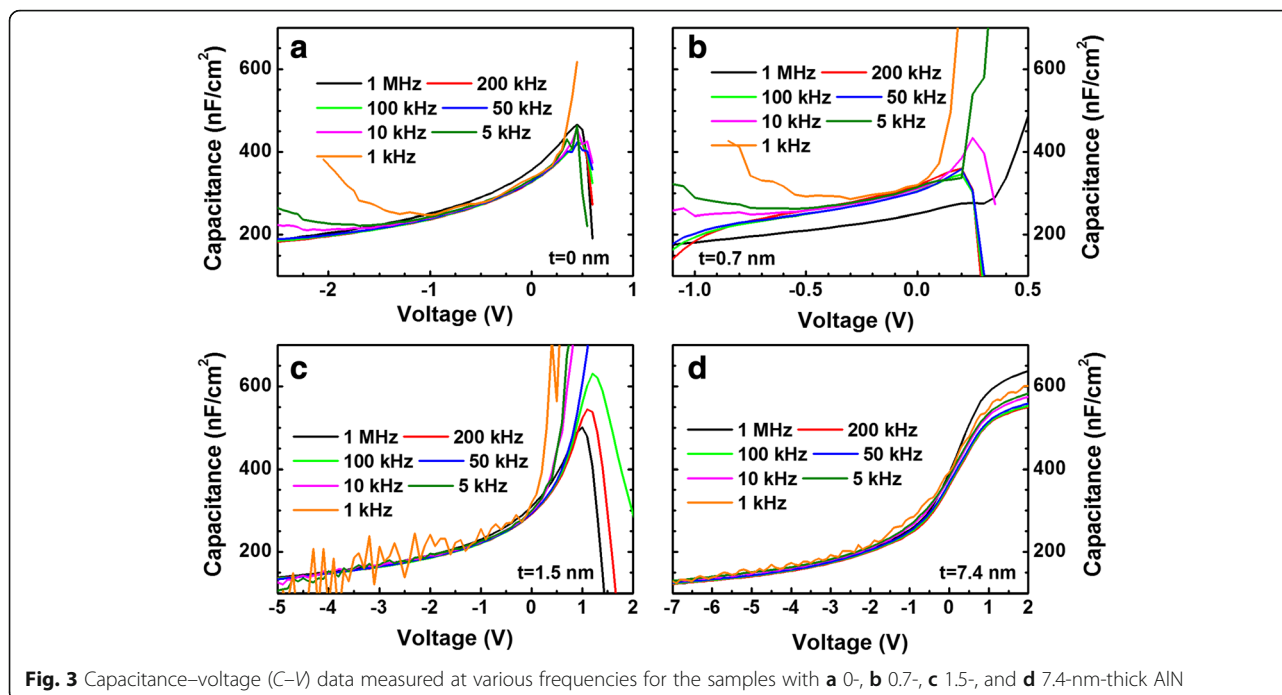 a
Capacitance (nF/cm²)
600
400
200
1 MHz
200 kHz
100 kHz
50 kHz
10 kHz
5 kHz
1 kHz
t=0 nm
-2
-1
0
1
Voltage (V)
b
Capacitance (nF/cm²)
600
400
200
1 MHz
200 kHz
100 kHz
50 kHz
10 kHz
5 kHz
1 kHz
t=0.7 nm
-1.0
-0.5
0.0
0.5
Voltage (V)
c
Capacitance (nF/cm²)
600
400
200
1 MHz
200 kHz
100 kHz
50 kHz
10 kHz
5 kHz
1 kHz
t=1.5 nm
-5
-4
-3
-2
-1
0
1
2
Voltage (V)
d
600
400
200
Capacitance (nF/cm²)
1 MHz
200 kHz
100 kHz
50 kHz
10 kHz
5 kHz
1 kHz
t=7.4 nm
-7
-6
-5
-4
-3
-2
-1
0
1
2
Voltage (V)
Fig. 3 Capacitance–voltage (C–V) data measured at various frequencies for the samples with a 0-, b 0.7-, c 1.5-, and d 7.4-nm-thick AlN